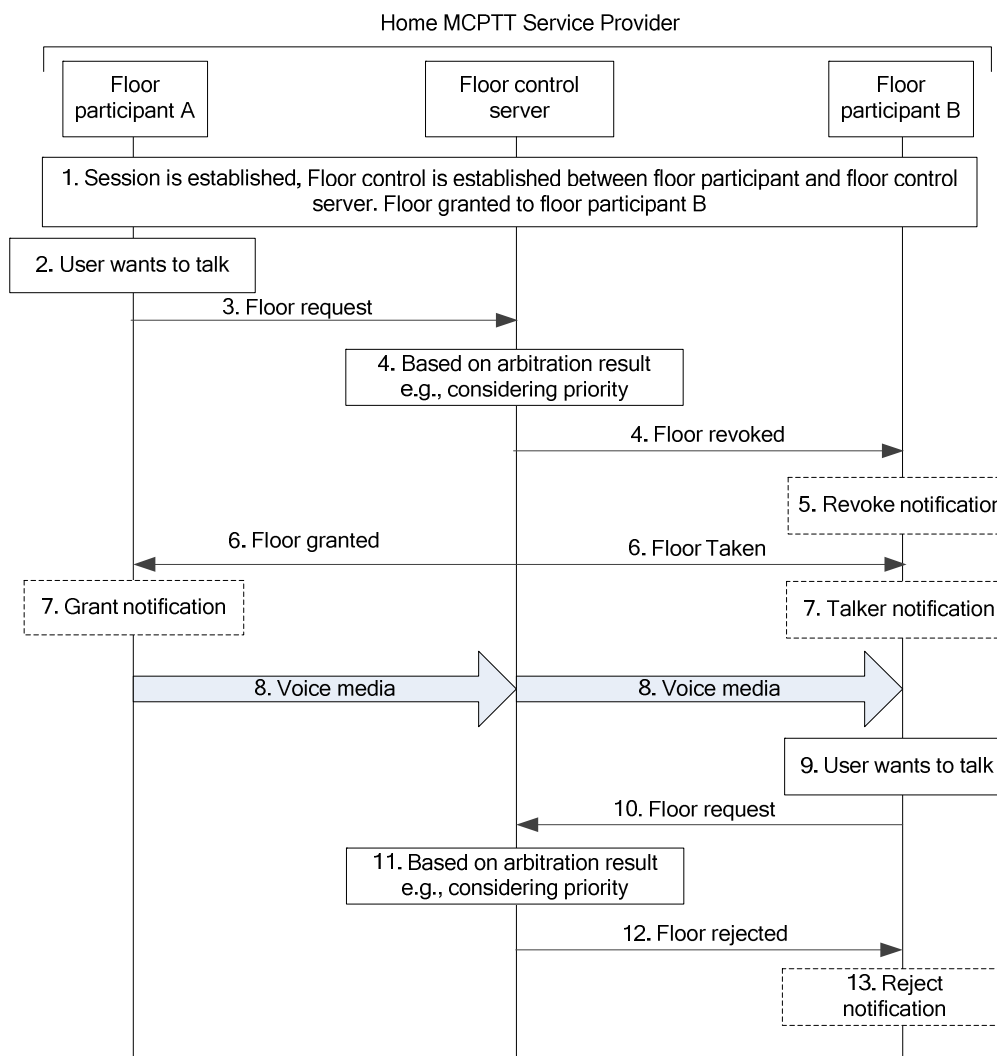 Home MCPTT Service Provider
Floor
participant A
Floor control
server
Floor
participant B
1. Session is established, Floor control is established between floor participant and floor control
server. Floor granted to floor participant B
2. User wants to talk
3. Floor request
4. Based on arbitration result
e.g., considering priority
4. Floor revoked
5. Revoke notification
6. Floor granted
6. Floor Taken
7. Grant notification
7. Talker notification
8. Voice media
8. Voice media
9. User wants to talk
10. Floor request
11. Based on arbitration result
e.g., considering priority
12. Floor rejected
13. Reject
notification